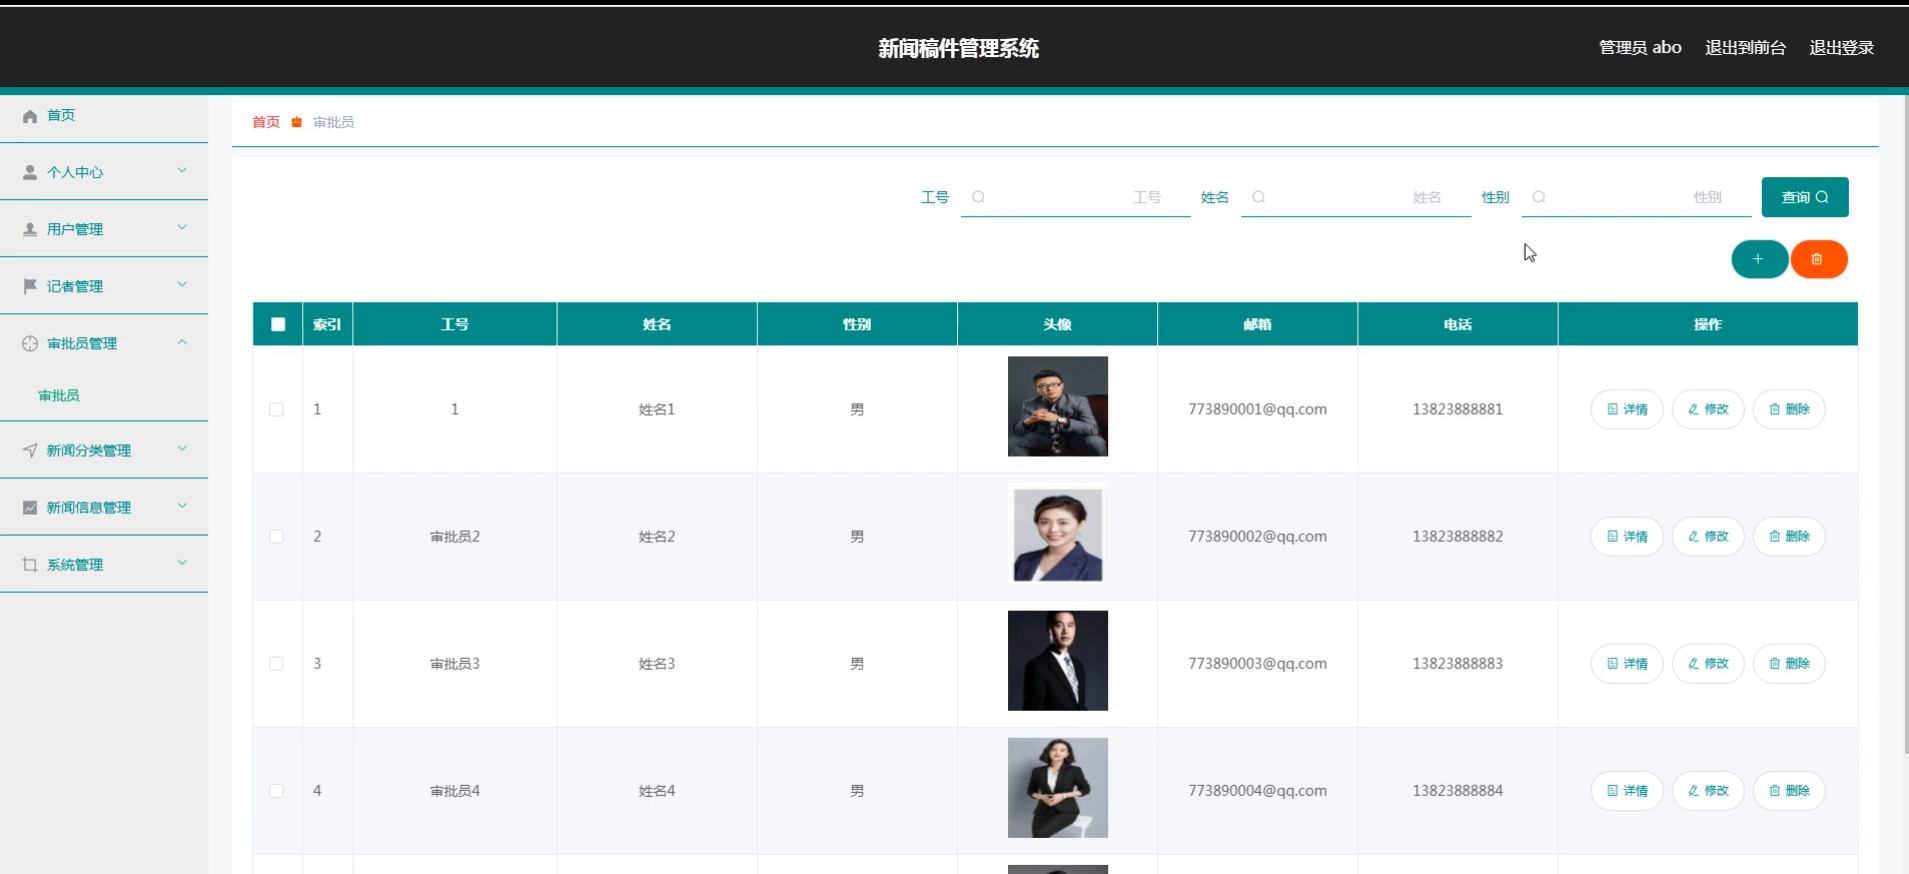 新闻稿件管理系统
管理员 abo 退出到前台 退出登录
首页
个人中心
用户管理
记者管理
审批员管理
审批员
新闻分类管理
新闻信息管理
系统管理
首页 审批员
工号 工号 姓名 姓名 性别 性别 查询
索引 工号 姓名 性别 头像 邮箱 电话 操作
1 1 姓名1 男 773890001@qq.com 13823888881 详情 修改 删除
2 审批员2 姓名2 男 773890002@qq.com 13823888882 详情 修改 删除
3 审批员3 姓名3 男 773890003@qq.com 13823888883 详情 修改 删除
4 审批员4 姓名4 男 773890004@qq.com 13823888884 详情 修改 删除